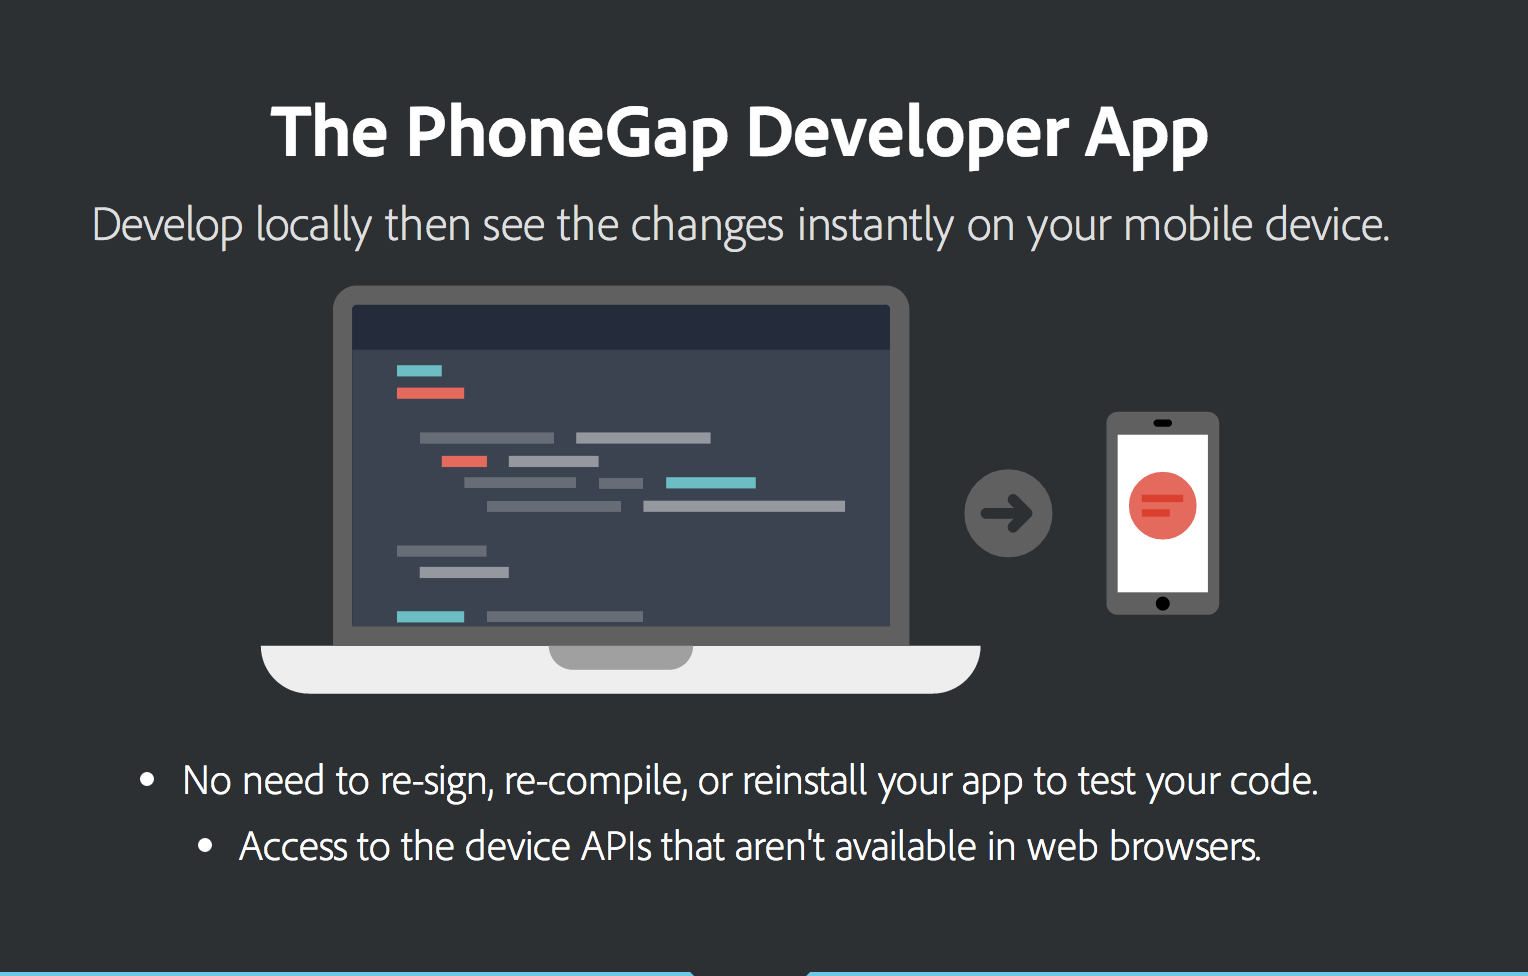 The PhoneGap Developer App
Develop locally then see the changes instantly on your mobile device.
• No need to re-sign, re-compile, or reinstall your app to test your code.
• Access to the device APIs that aren't available in web browsers.